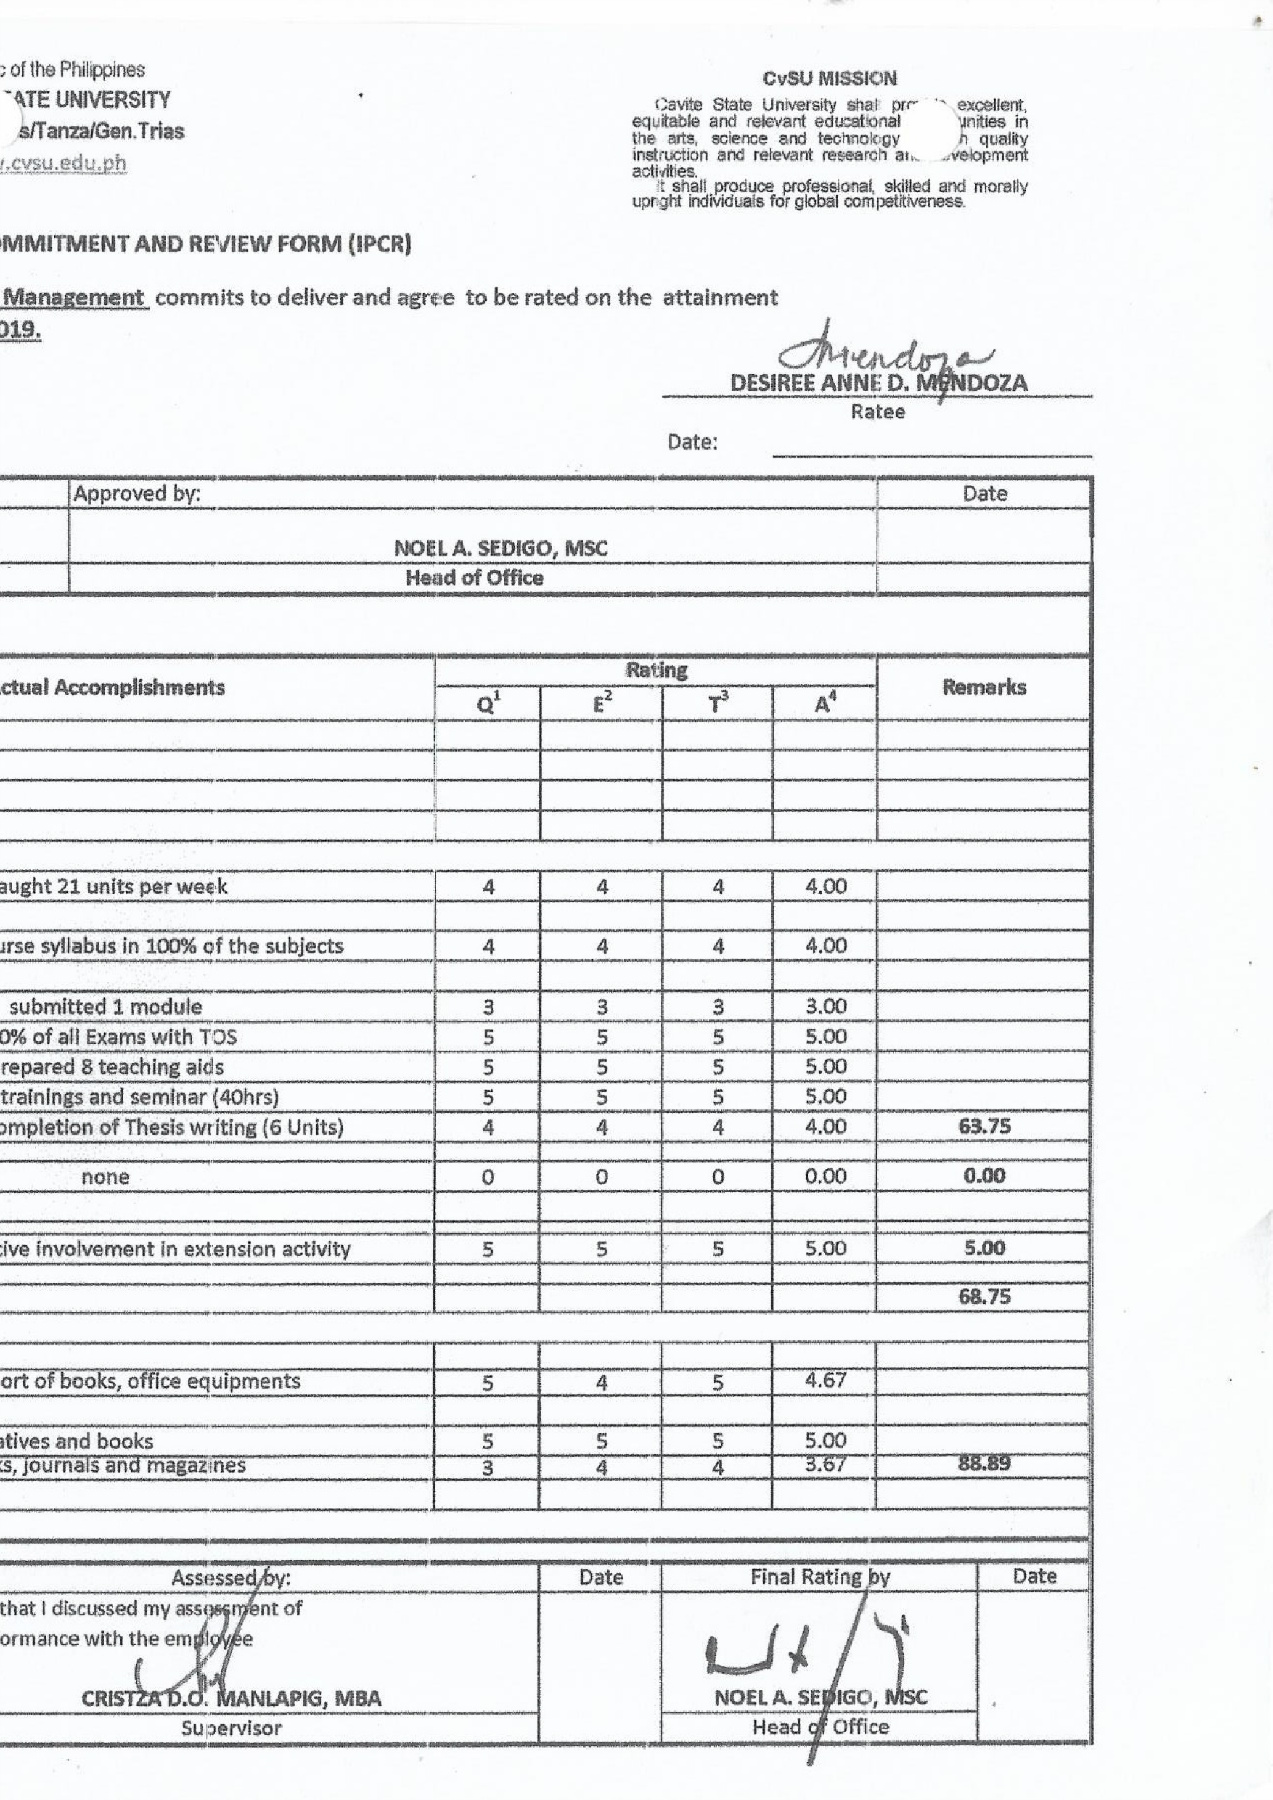 of the Philippines
ATE UNIVERSITY
s/Tanza/Gen.Trias
.cvsu.edu.ph
CvSU MISSION
Cavite State University shall excellent,
equitable and relevant educational
the arts, science and technology quality
instruction and relevant research
activities.
It shall produce professional, skilled and morally
upright individuals for global competitiveness.
OMMITMENT AND REVIEW FORM (IPCR)
Management commits to deliver and agree to be rated on the attainment
019.
Mendoza
DESIREE ANNE D. MENDOZA
Ratee
Date:
Approved by: Date
NOEL A. SEDIGO, MSC
Head of Office
ctual Accomplishments Rating Remarks
Q1 E2 T3 A4
aught 21 units per week 4 4 4 4.00
urse syllabus in 100% of the subjects 4 4 4 4.00
submitted 1 module 3 3 3 3.00
0% of all Exams with TOS 5 5 5 5.00
repared 8 teaching aids 5 5 5 5.00
trainings and seminar (40hrs) 5 5 5 5.00
ompletion of Thesis writing (6 Units) 4 4 4 4.00 63.75
none 0 0 0 0.00 0.00
tive involvement in extension activity 5 5 5 5.00 5.00
68.75
ort of books, office equipments 5 4 5 4.67
atives and books 5 5 5 5.00
s, journals and magazines 3 4 4 3.67 88.89
Assessed by: Date Final Rating by Date
that I discussed my assessment of
ormance with the employee
CRISTZA D.O. MANLAPIG, MBA NOEL A. SEDIGO, MSC
Supervisor Head of Office